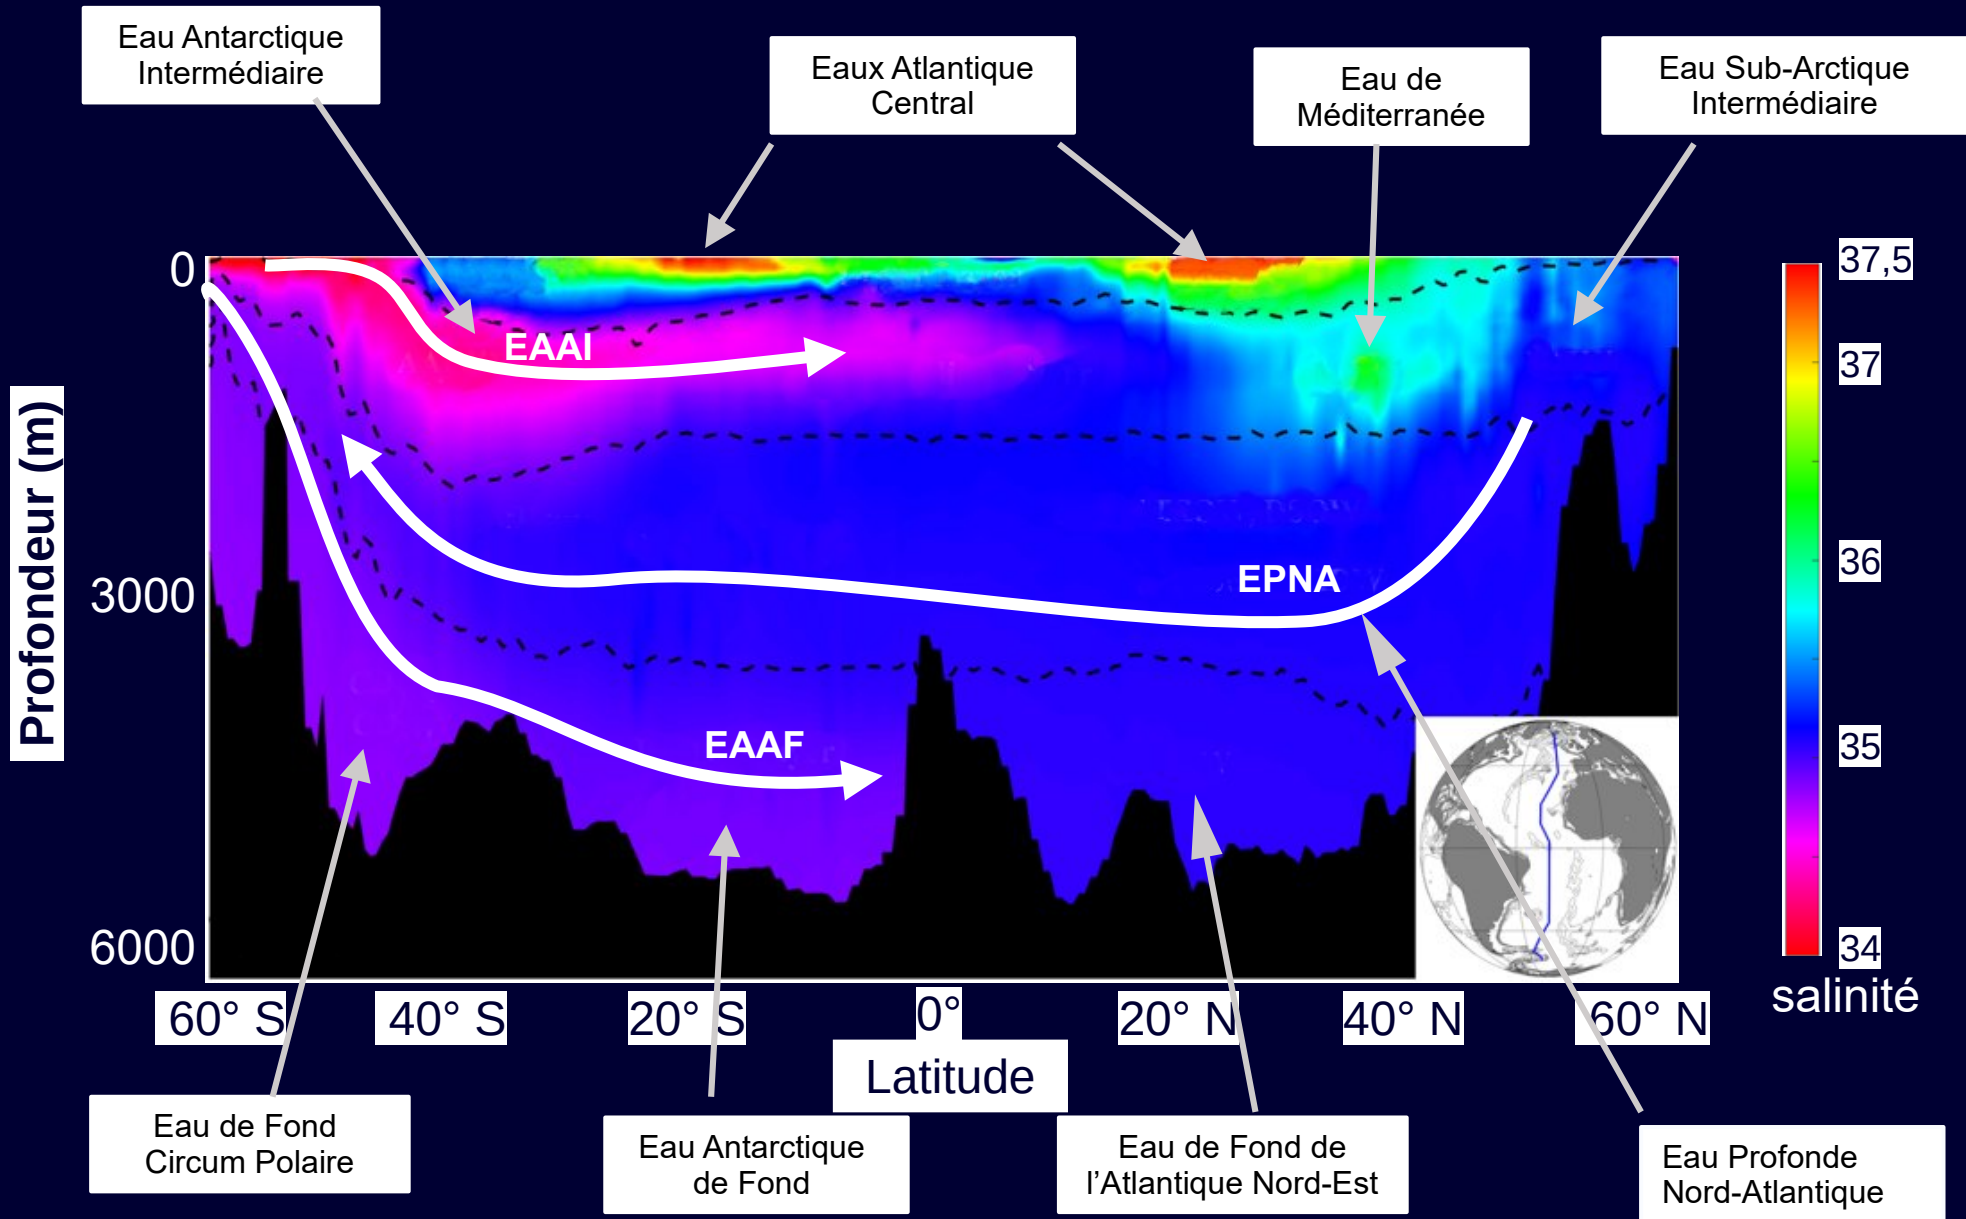 Eau Antarctique
Intermédiaire
Eaux Atlantique
Central
Eau de
Méditerranée
Eau Sub-Arctique
Intermédiaire
Profondeur (m)
0
3000
6000
EAAI
EPNA
EAAF
37,5
37
36
35
34
salinité
60° S
40° S
20° S
0°
20° N
40° N
60° N
Latitude
Eau de Fond
Circum Polaire
Eau Antarctique
de Fond
Eau de Fond de
l’Atlantique Nord-Est
Eau Profonde
Nord-Atlantique